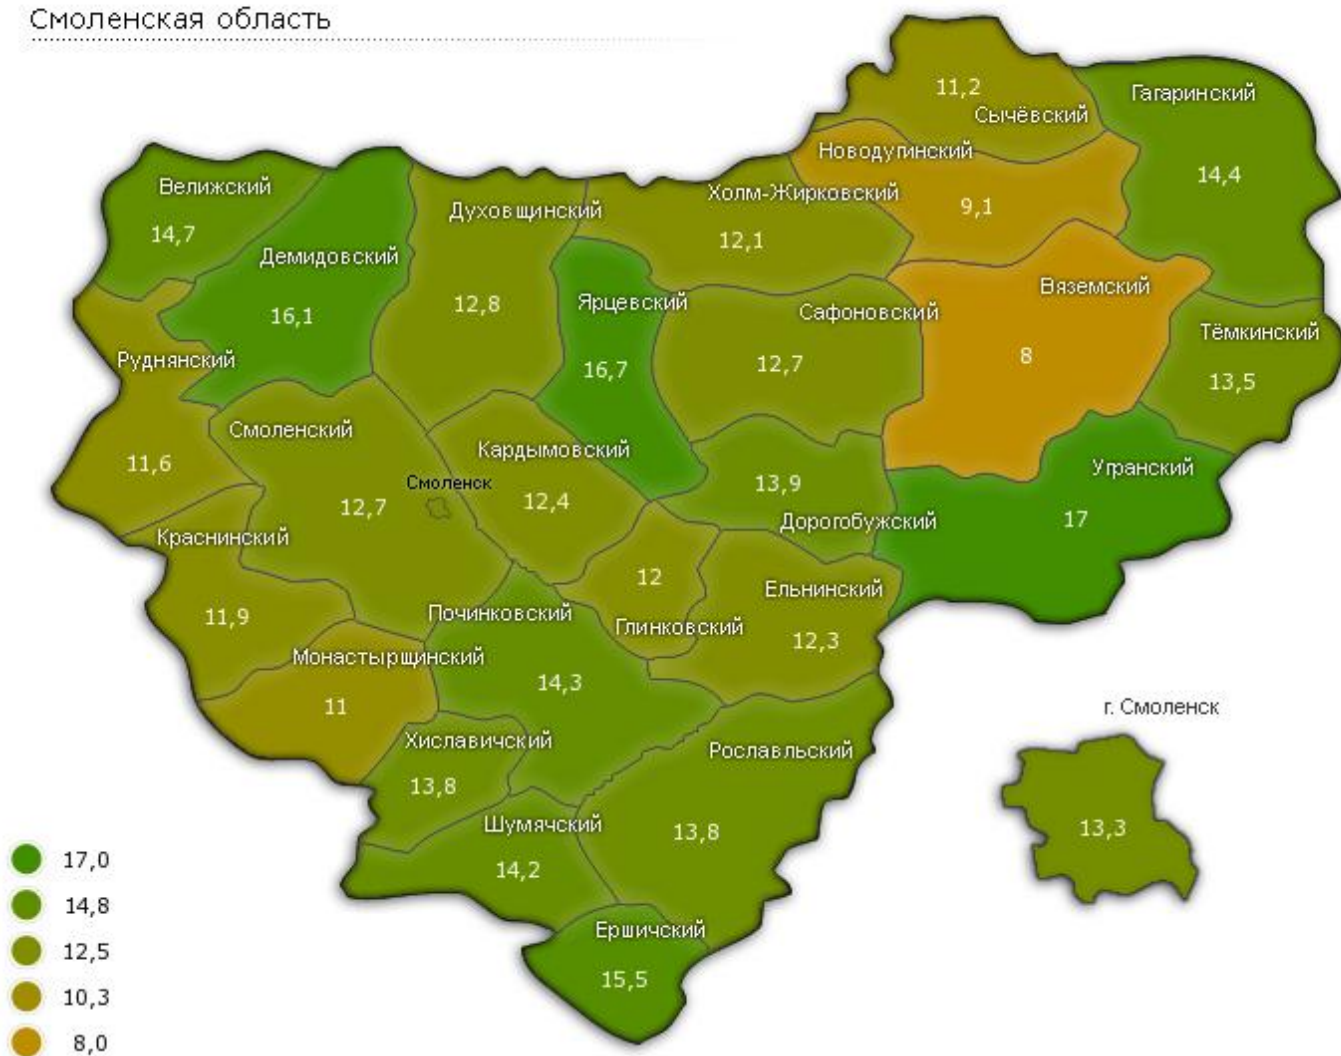 Смоленская область
11,2
Сычёвский
Гагаринский
14,4
Новодугинский
9,1
Велижский
14,7
Духовщинский
12,8
Холм-Жирковский
12,1
Демидовский
16,1
Ярцевский
16,7
Сафоновский
12,7
Вяземский
8
Тёмкинский
13,5
Руднянский
11,6
Смоленский
12,7
Смоленск
Кардымовский
12,4
13,9
Дорогобужский
Угранский
17
Краснинский
11,9
12
Глинковский
Ельнинский
12,3
Починковский
14,3
Монастырщинский
11
Хиславичский
13,8
Рославльский
13,8
Шумячский
14,2
Ершичский
15,5
г. Смоленск
13,3
17,0
14,8
12,5
10,3
8,0